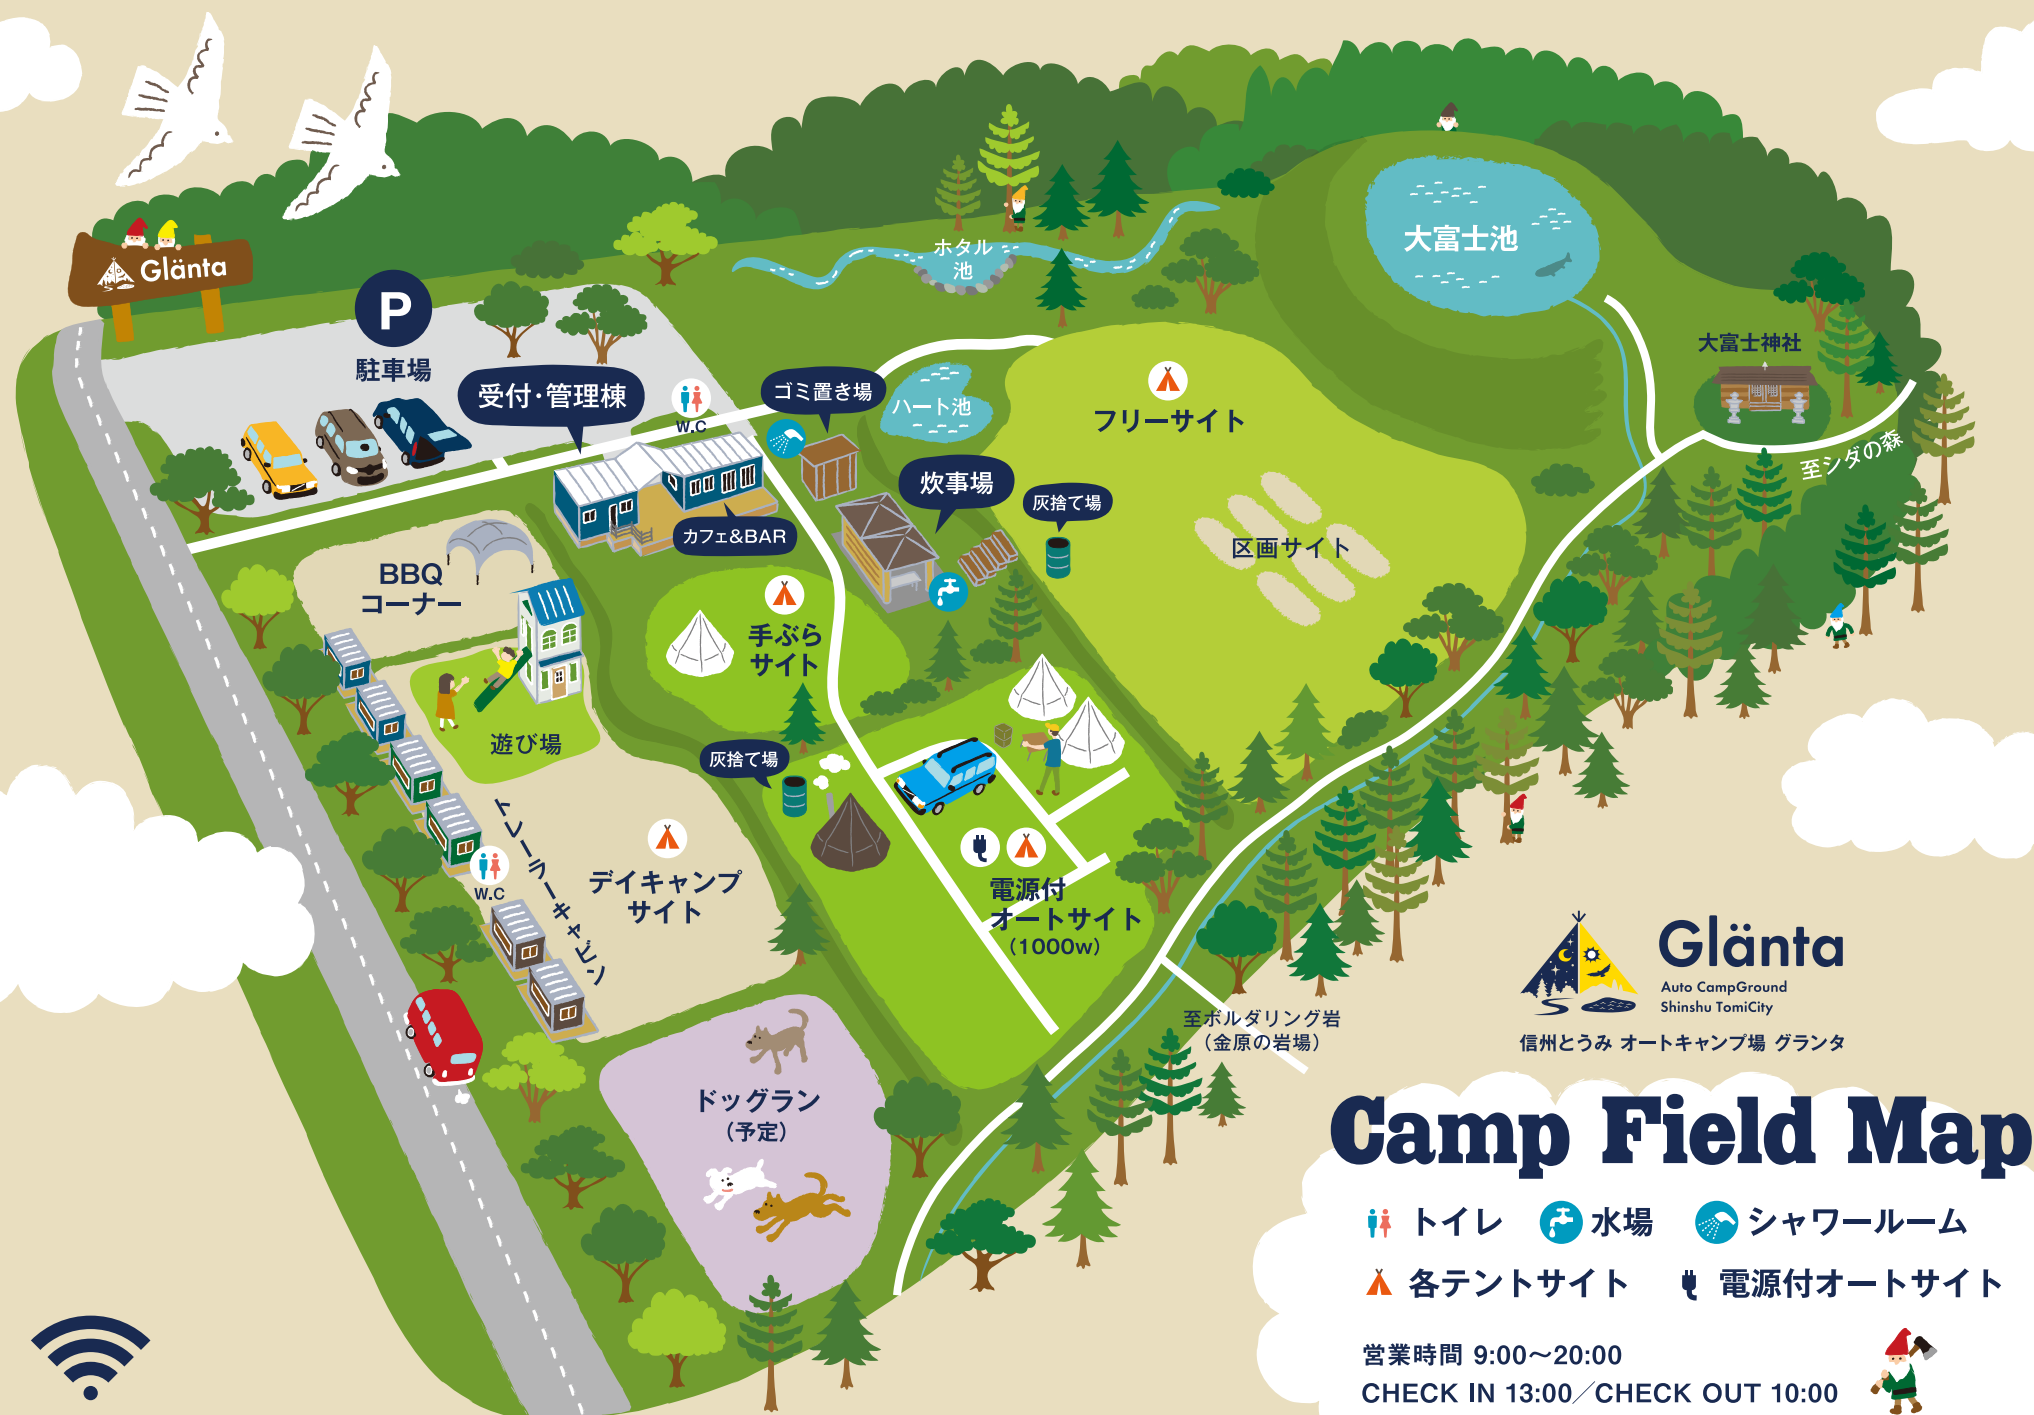 Glänta
P
駐車場
受付・管理棟
W.C
ゴミ置き場
ホタル
池
大富士池
大富士神社
至シダの森
ハート池
フリーサイト
炊事場
灰捨て場
カフェ&BAR
区画サイト
BBQ
コーナー
手ぶら
サイト
遊び場
灰捨て場
トレーラーキャビン
W.C
デイキャンプ
サイト
電源付
オートサイト
(1000w)
至ボルダリング岩
(金原の岩場)
ドッグラン
(予定)
Glänta
Auto CampGround
Shinshu TomiCity
信州とうみ オートキャンプ場 グランタ
Camp Field Map
トイレ 水場 シャワールーム
各テントサイト 電源付オートサイト
営業時間 9:00〜20:00
CHECK IN 13:00／CHECK OUT 10:00